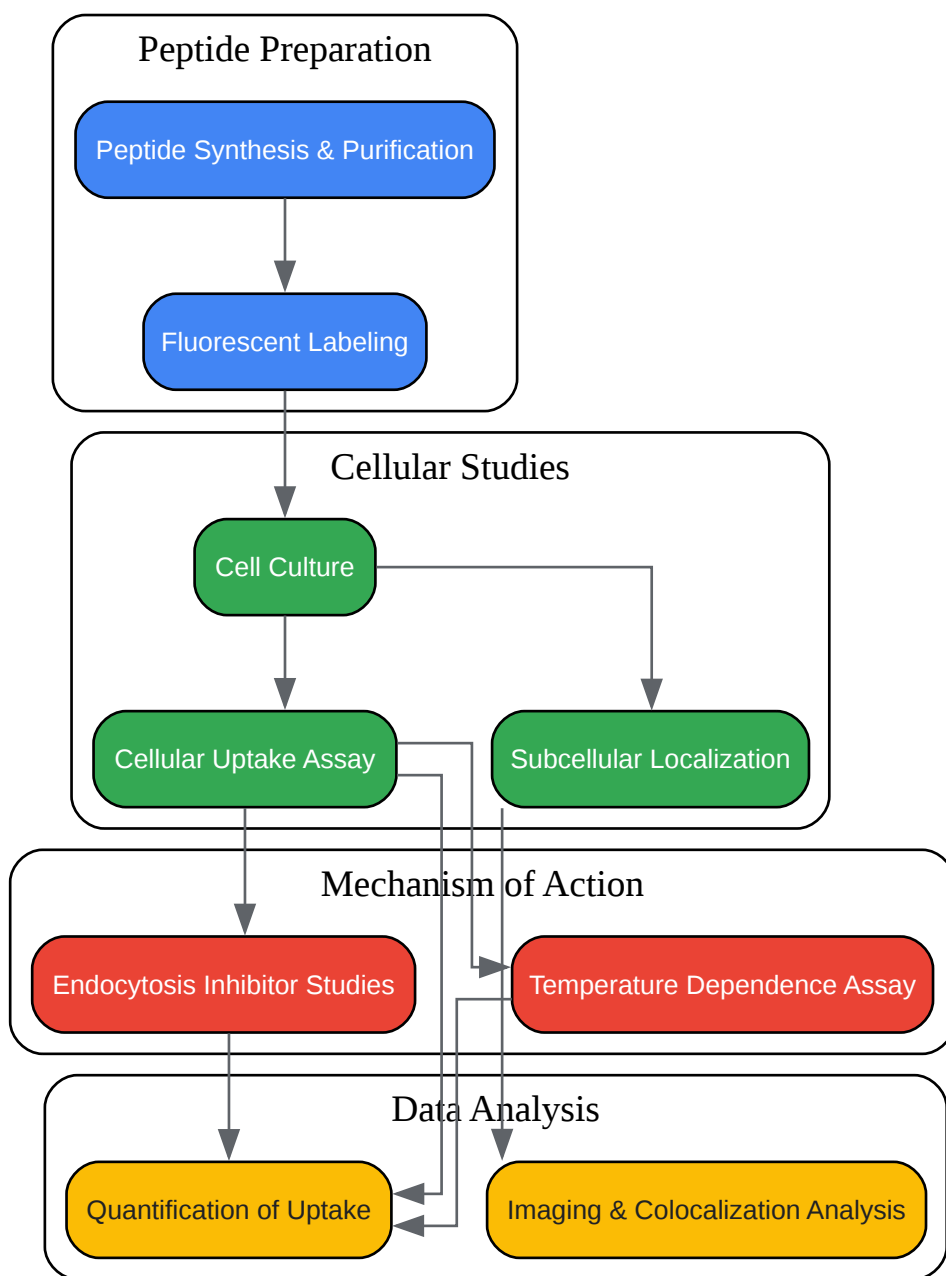 Peptide Preparation
Peptide Synthesis & Purification
Fluorescent Labeling
Cellular Studies
Cell Culture
Cellular Uptake Assay
Subcellular Localization
Mechanism of Action
Endocytosis Inhibitor Studies
Temperature Dependence Assay
Data Analysis
Quantification of Uptake
Imaging & Colocalization Analysis